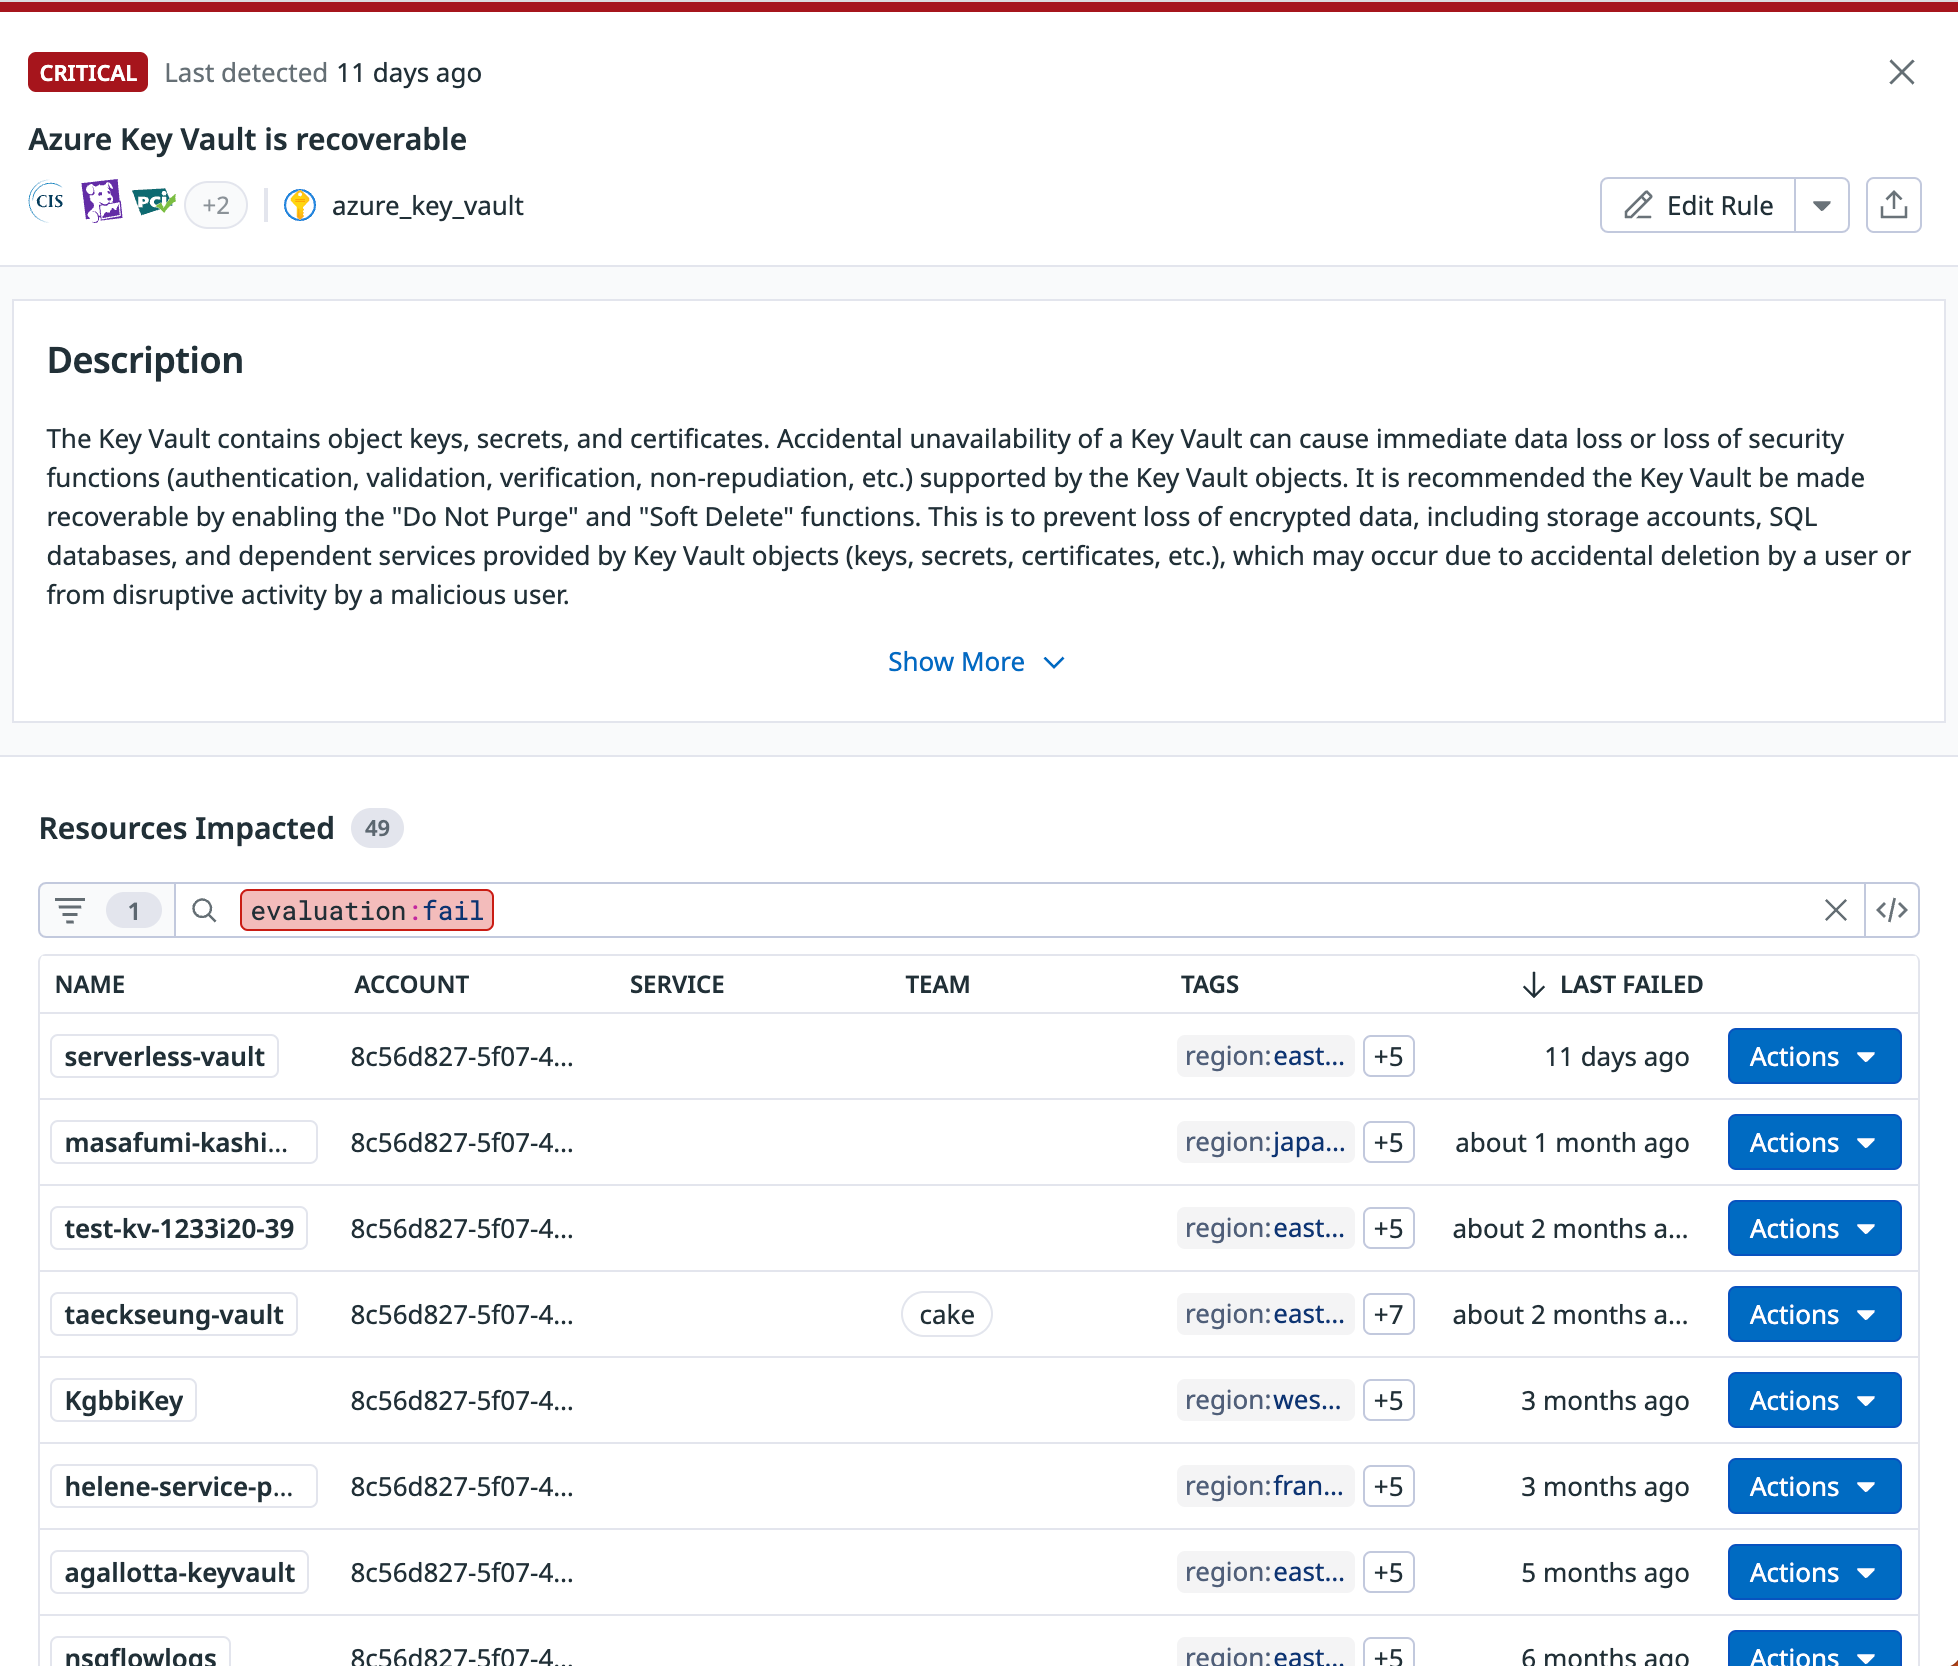 CRITICAL Last detected 11 days ago
Azure Key Vault is recoverable
CIS PCI +2 azure_key_vault Edit Rule
Description
The Key Vault contains object keys, secrets, and certificates. Accidental unavailability of a Key Vault can cause immediate data loss or loss of security
functions (authentication, validation, verification, non-repudiation, etc.) supported by the Key Vault objects. It is recommended the Key Vault be made
recoverable by enabling the "Do Not Purge" and "Soft Delete" functions. This is to prevent loss of encrypted data, including storage accounts, SQL
databases, and dependent services provided by Key Vault objects (keys, secrets, certificates, etc.), which may occur due to accidental deletion by a user or
from disruptive activity by a malicious user.
Show More
Resources Impacted 49
1 evaluation:fail </>
NAME ACCOUNT SERVICE TEAM TAGS LAST FAILED
serverless-vault 8c56d827-5f07-4... region:east... +5 11 days ago Actions
masafumi-kashi... 8c56d827-5f07-4... region:japa... +5 about 1 month ago Actions
test-kv-1233i20-39 8c56d827-5f07-4... region:east... +5 about 2 months a... Actions
taeckseung-vault 8c56d827-5f07-4... cake region:east... +7 about 2 months a... Actions
KgbbiKey 8c56d827-5f07-4... region:wes... +5 3 months ago Actions
helene-service-p... 8c56d827-5f07-4... region:fran... +5 3 months ago Actions
agallotta-keyvault 8c56d827-5f07-4... region:east... +5 5 months ago Actions
nsgflowlogs 8c56d827-5f07-4... region:east... +5 6 months ago Actions